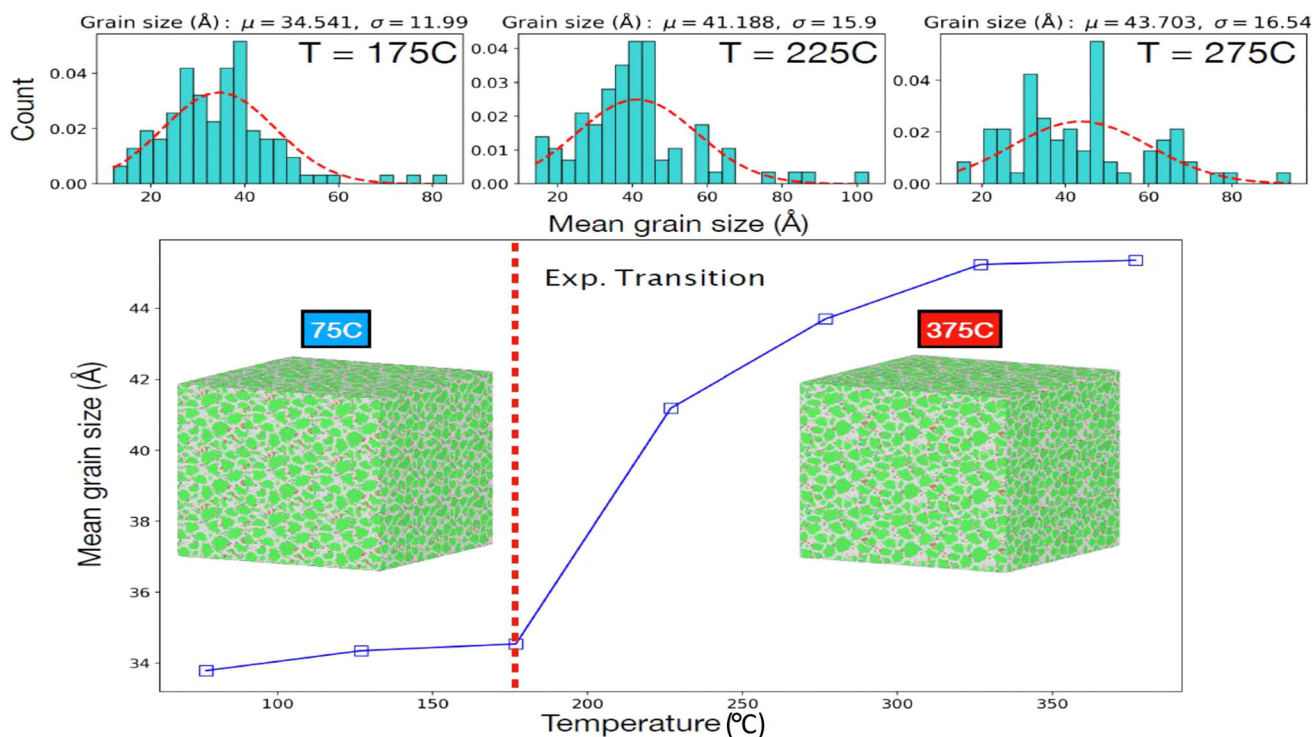 Grain size (Å): μ = 34.541, σ = 11.99
Grain size (Å): μ = 41.188, σ = 15.9
Grain size (Å): μ = 43.703, σ = 16.54
T = 175C
T = 225C
T = 275C
Count
0.04
0.02
0.00
20
40
60
80
0.04
0.03
0.02
0.01
0.00
20
40
60
80
100
0.04
0.02
0.00
20
40
60
80
Mean grain size (Å)
Exp. Transition
75C
375C
Mean grain size (Å)
44
42
40
38
36
34
100
150
200
250
300
350
Temperature (°C)